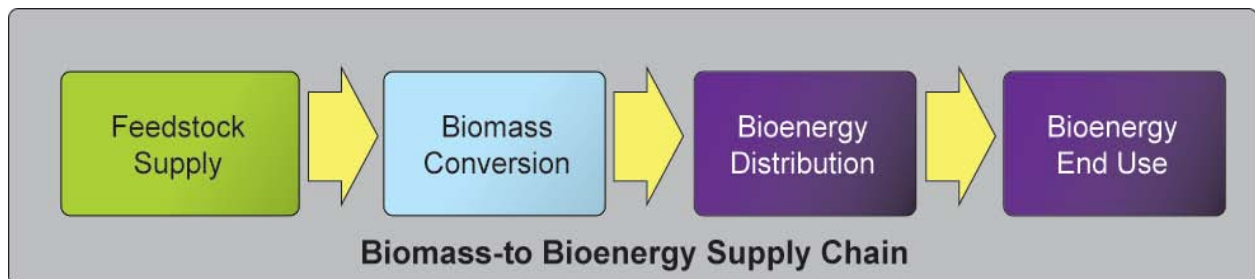 Feedstock
Supply
Biomass
Conversion
Bioenergy
Distribution
Bioenergy
End Use
Biomass-to Bioenergy Supply Chain